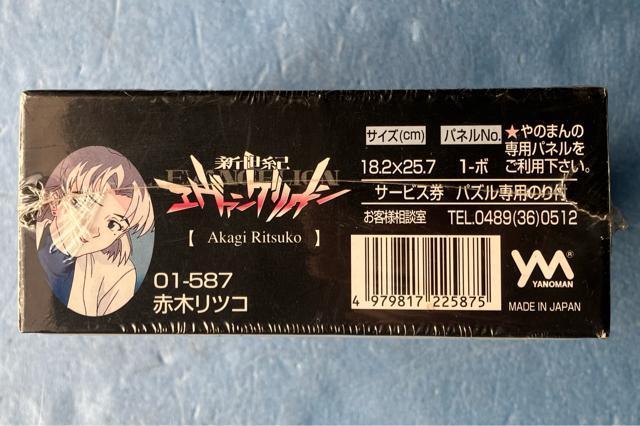 新世紀
EVANGELION
エヴァンゲリオン
【 Akagi Ritsuko 】
01-587
赤木リツコ
サイズ(cm) パネルNo.
18.2×25.7 1-ボ
★やのまんの
専用パネルを
ご利用下さい。
サービス券 パズル専用のり付
お客様相談室 TEL.0489(36)0512
4 979817 225875
YM®
YANOMAN
MADE IN JAPAN